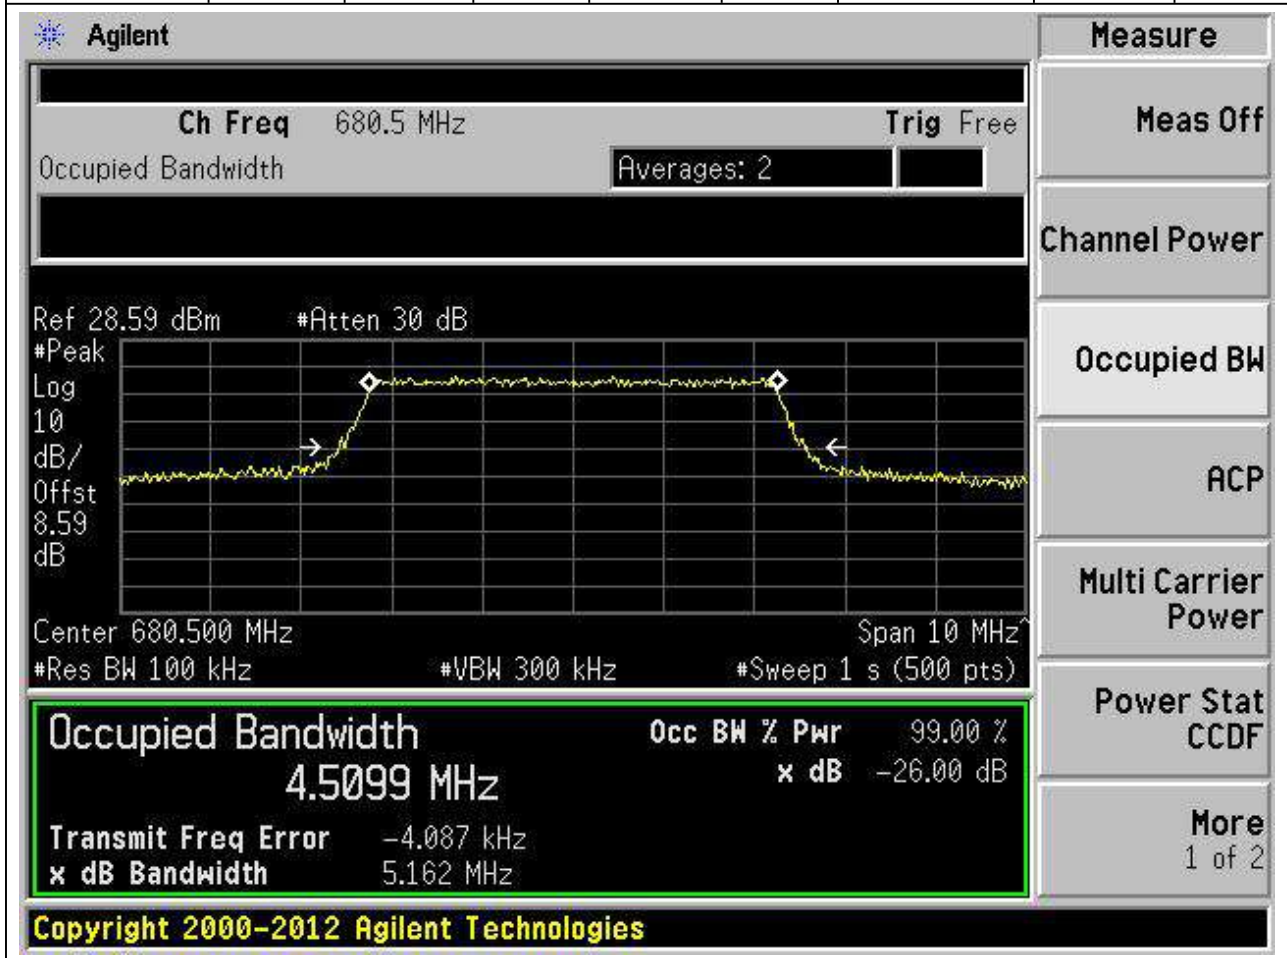 Agilent
Measure
Ch Freq 680.5 MHz Trig Free
Occupied Bandwidth Averages: 2
Meas Off
Channel Power
Occupied BW
ACP
Multi Carrier
Power
Power Stat
CCDF
More
1 of 2
Ref 28.59 dBm #Atten 30 dB
#Peak
Log
10
dB/
Offst
8.59
dB
Center 680.500 MHz Span 10 MHz^
#Res BW 100 kHz #VBW 300 kHz #Sweep 1 s (500 pts)
Occupied Bandwidth Occ BW % Pwr 99.00 %
4.5099 MHz x dB -26.00 dB
Transmit Freq Error -4.087 kHz
x dB Bandwidth 5.162 MHz
Copyright 2000-2012 Agilent Technologies